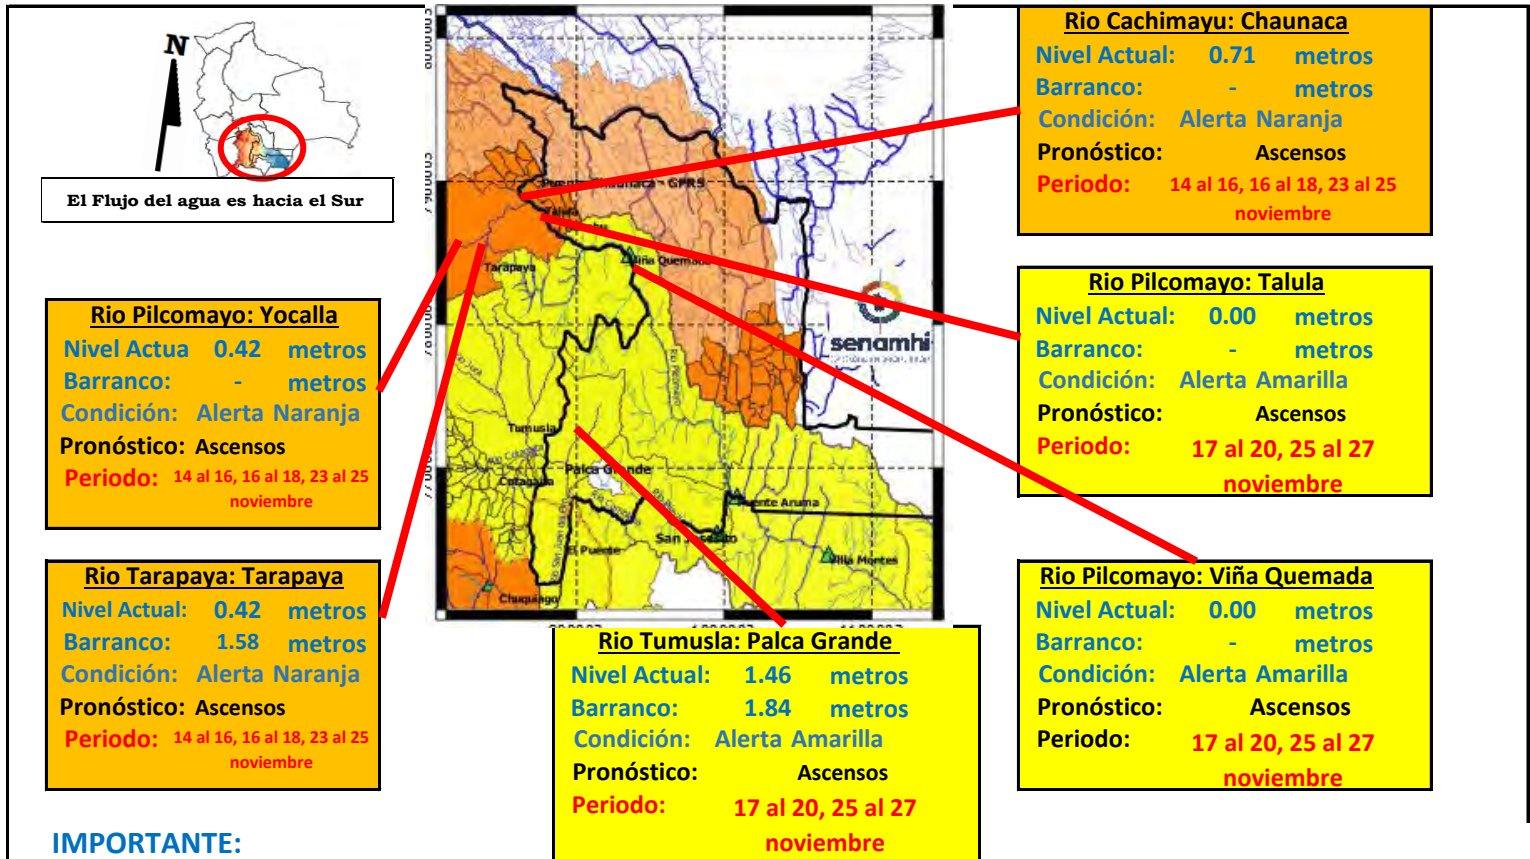 N
El Flujo del agua es hacia el Sur
Rio Pilcomayo: Yocalla
Nivel Actua 0.42 metros
Barranco: - metros
Condición: Alerta Naranja
Pronóstico: Ascensos
Periodo: 14 al 16, 16 al 18, 23 al 25
noviembre
Rio Tarapaya: Tarapaya
Nivel Actual: 0.42 metros
Barranco: 1.58 metros
Condición: Alerta Naranja
Pronóstico: Ascensos
Periodo: 14 al 16, 16 al 18, 23 al 25
noviembre
IMPORTANTE:
GPRS
Talula
Tarapaya
Viña Quemada
Tumusla
Palca Grande
Cotagaita
Puente Aruma
San Josecito
El Puente
Villa Montes
Chuquiago
senamhi
Rio Tumusla: Palca Grande
Nivel Actual: 1.46 metros
Barranco: 1.84 metros
Condición: Alerta Amarilla
Pronóstico: Ascensos
Periodo: 17 al 20, 25 al 27
noviembre
Rio Cachimayu: Chaunaca
Nivel Actual: 0.71 metros
Barranco: - metros
Condición: Alerta Naranja
Pronóstico: Ascensos
Periodo: 14 al 16, 16 al 18, 23 al 25
noviembre
Rio Pilcomayo: Talula
Nivel Actual: 0.00 metros
Barranco: - metros
Condición: Alerta Amarilla
Pronóstico: Ascensos
Periodo: 17 al 20, 25 al 27
noviembre
Rio Pilcomayo: Viña Quemada
Nivel Actual: 0.00 metros
Barranco: - metros
Condición: Alerta Amarilla
Pronóstico: Ascensos
Periodo: 17 al 20, 25 al 27
noviembre